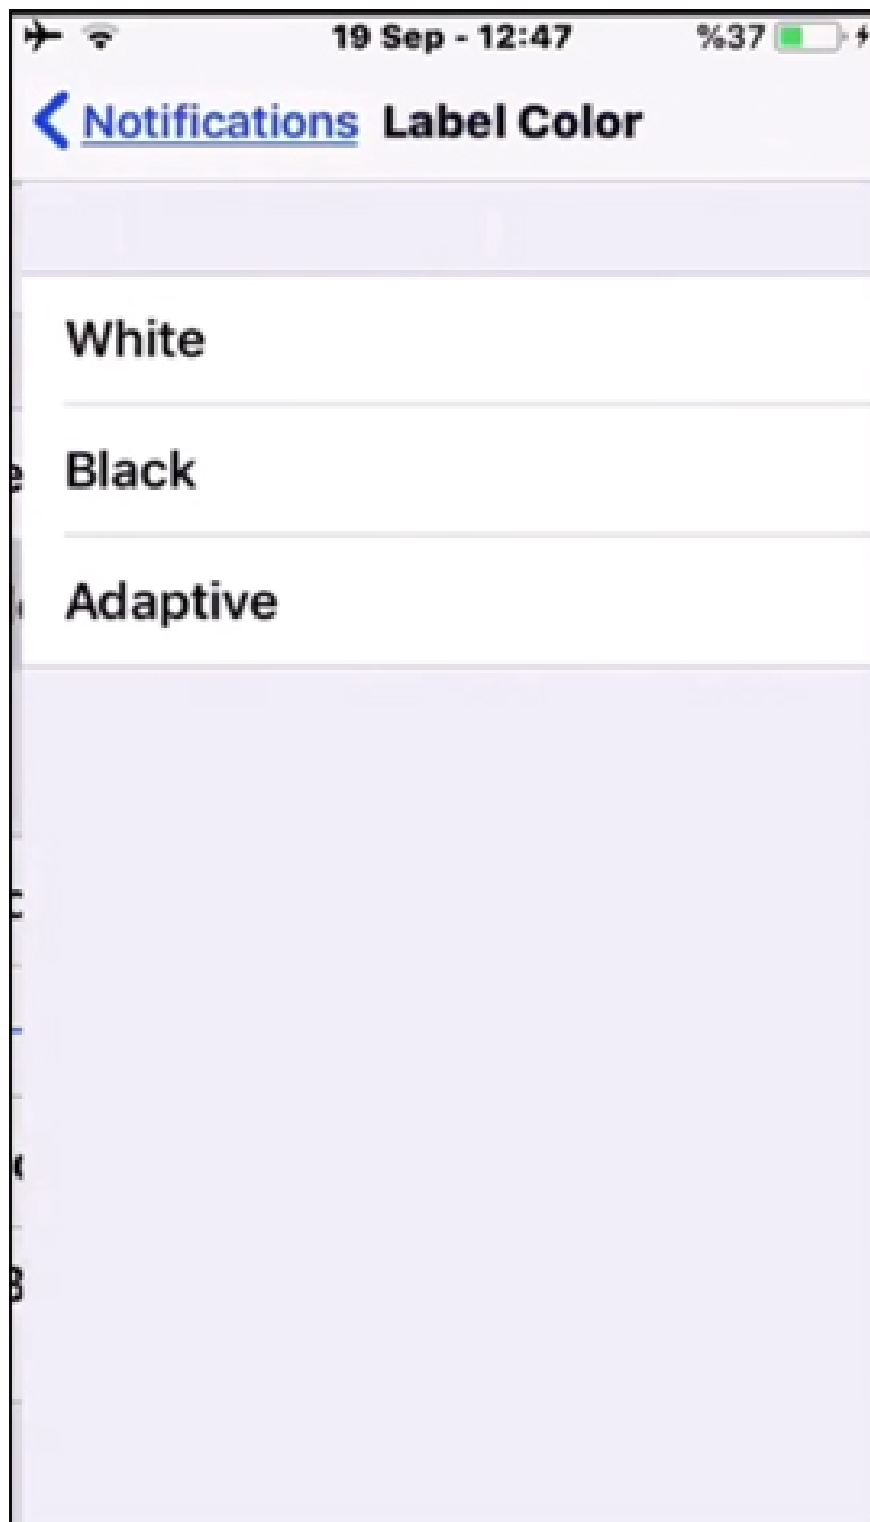 19 Sep - 12:47 %37
Notifications Label Color
White
Black
Adaptive